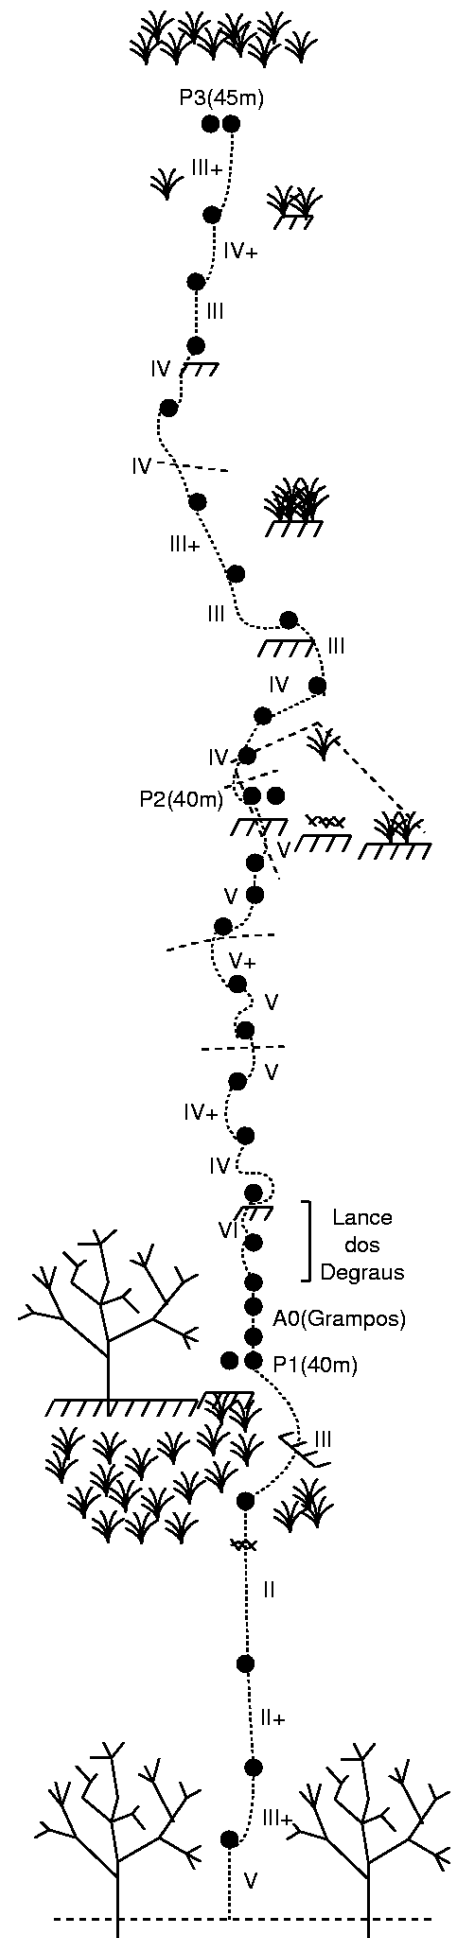 P3(45m)
III+
IV+
III
IV
IV
III+
III
III
IV
IV
P2(40m)
V
V
V+
V
V
IV+
IV
VI
Lance
dos
Degraus
A0(Grampos)
P1(40m)
III
II
II+
III+
V